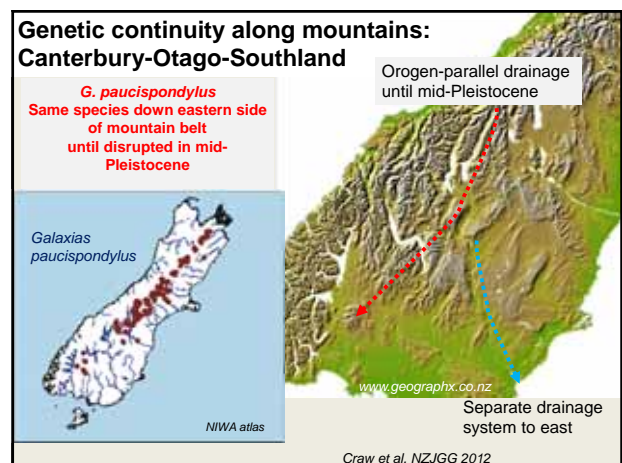 Genetic continuity along mountains:
Canterbury-Otago-Southland
G. paucispondylus
Same species down eastern side
of mountain belt
until disrupted in mid-
Pleistocene
Orogen-parallel drainage
until mid-Pleistocene
Galaxias
paucispondylus
NIWA atlas
www.geographx.co.nz
Separate drainage
system to east
Craw et al. NZJGG 2012